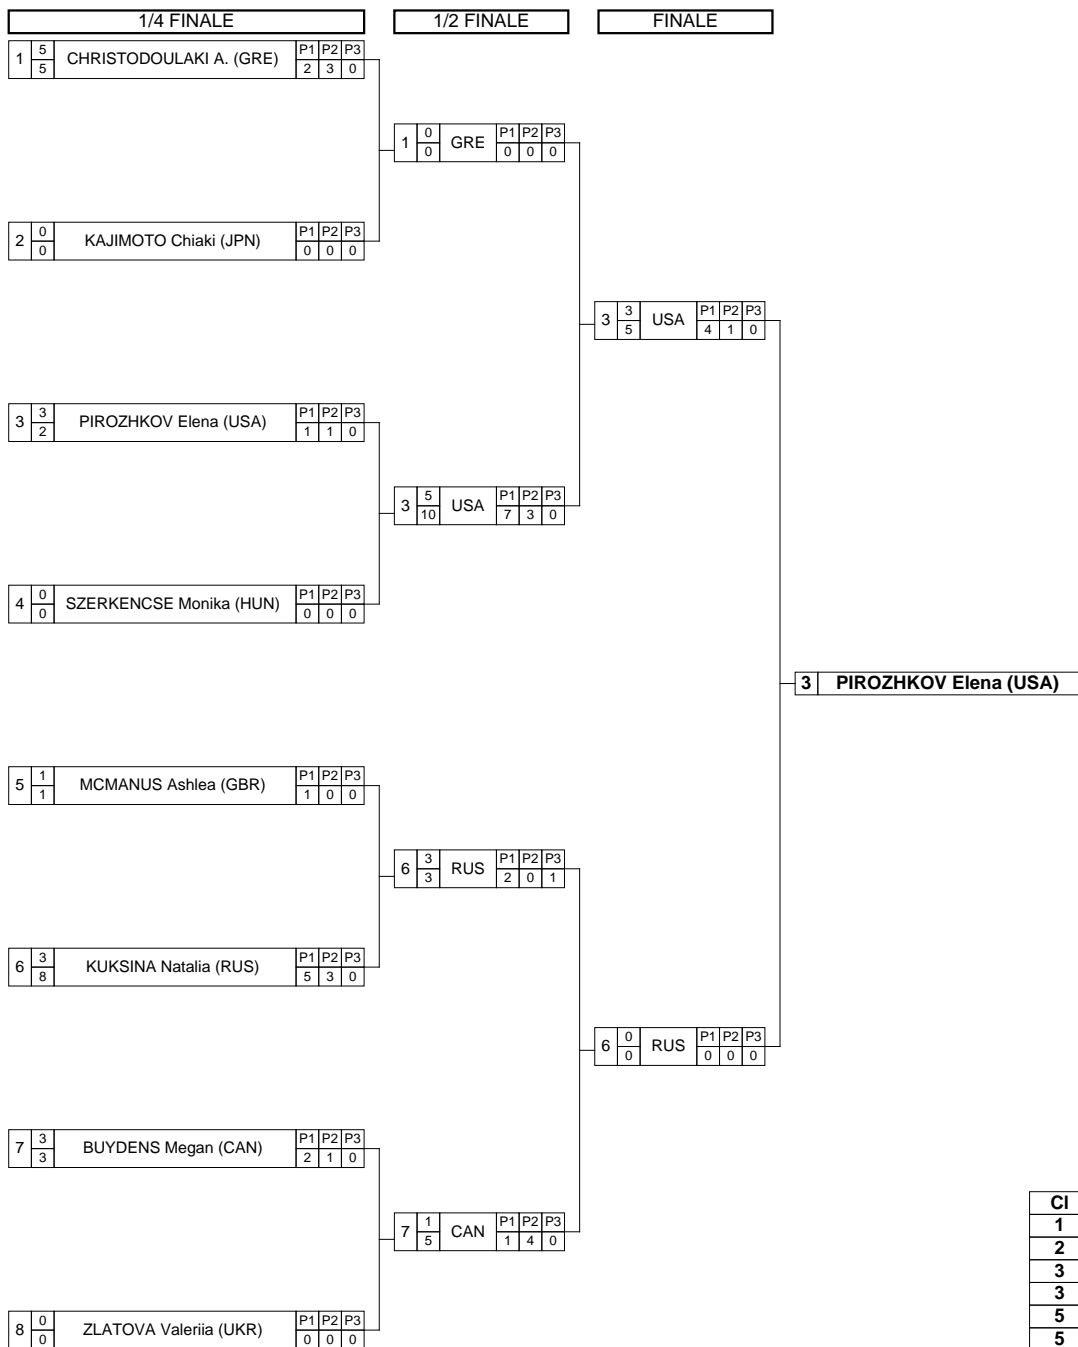 1/4 FINALE 1/2 FINALE FINALE
1 5 5 CHRISTODOULAKI A. (GRE) P1 P2 P3 2 3 0
1 0 0 GRE P1 P2 P3 0 0 0
2 0 0 KAJIMOTO Chiaki (JPN) P1 P2 P3 0 0 0
3 3 5 USA P1 P2 P3 4 1 0
3 3 2 PIROZHKOV Elena (USA) P1 P2 P3 1 1 0
3 5 10 USA P1 P2 P3 7 3 0
4 0 0 SZERKENCSE Monika (HUN) P1 P2 P3 0 0 0
3 PIROZHKOV Elena (USA)
5 1 1 MCMANUS Ashlea (GBR) P1 P2 P3 1 0 0
6 3 3 RUS P1 P2 P3 2 0 1
6 3 8 KUKSINA Natalia (RUS) P1 P2 P3 5 3 0
6 0 0 RUS P1 P2 P3 0 0 0
7 3 3 BUYDENS Megan (CAN) P1 P2 P3 2 1 0
7 1 5 CAN P1 P2 P3 1 4 0
8 0 0 ZLATOVA Valeriia (UKR) P1 P2 P3 0 0 0
Cl
1
2
3
3
5
5